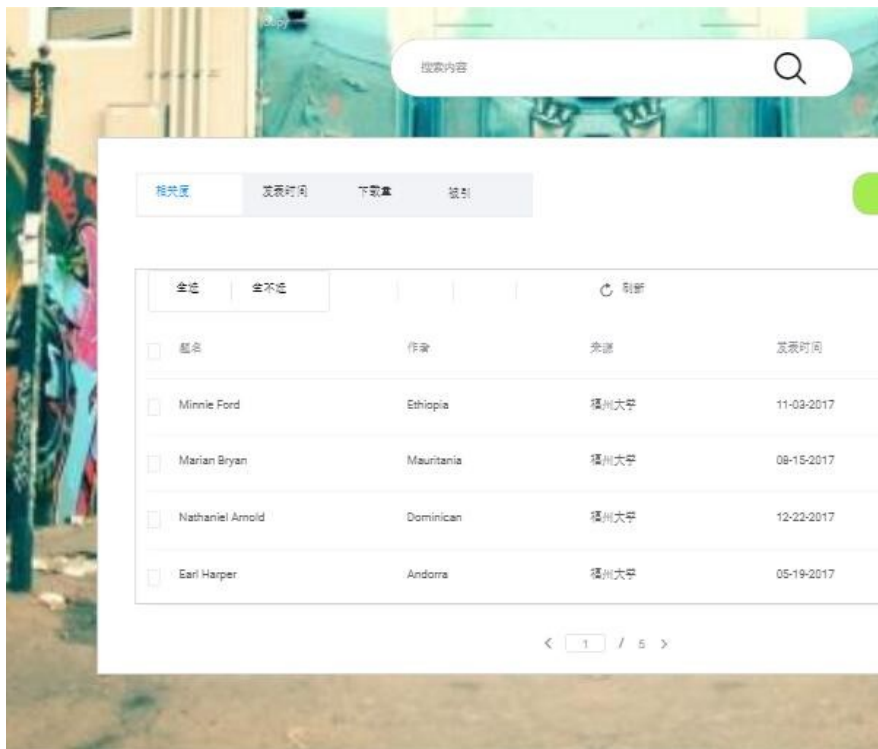 搜索内容
相关度 发表时间 下载量 被引
全选 全不选 刷新
题名 作者 来源 发表时间
Minnie Ford Ethiopia 福州大学 11-03-2017
Marian Bryan Mauritania 福州大学 08-15-2017
Nathaniel Arnold Dominican 福州大学 12-22-2017
Earl Harper Andorra 福州大学 05-19-2017
1 / 5